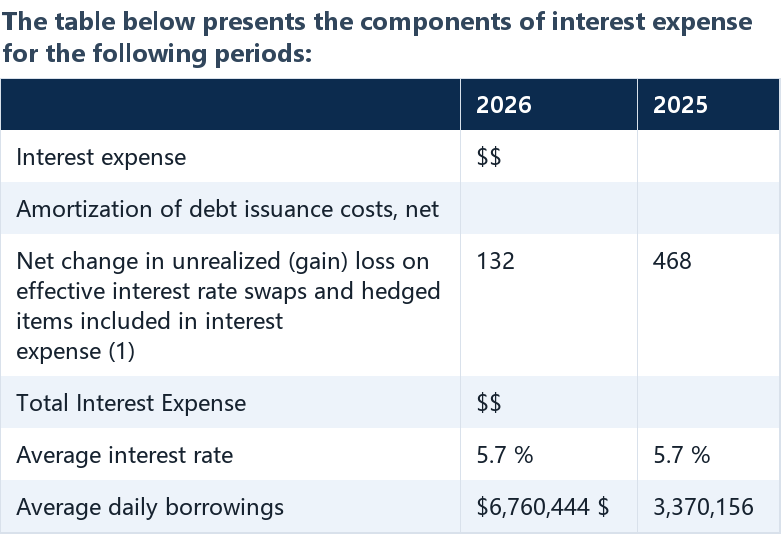 The table below presents the components of interest expense
for the following periods:
2026 2025
Interest expense $$
Amortization of debt issuance costs, net
Net change in unrealized (gain) loss on 132 468
effective interest rate swaps and hedged
items included in interest
expense (1)
Total Interest Expense $$
Average interest rate 5.7 % 5.7 %
Average daily borrowings $6,760,444 $ 3,370,156